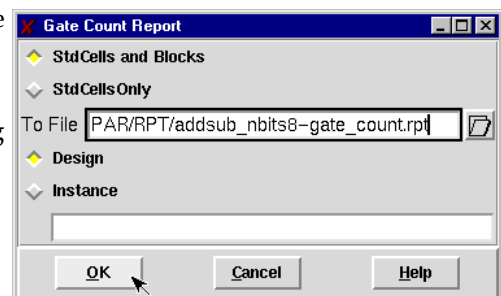 e
Gate Count Report
StdCells and Blocks
StdCellsOnly
To File PAR/RPT/addsub_nbits8-gate_count.rpt
g
Design
Instance
OK Cancel Help